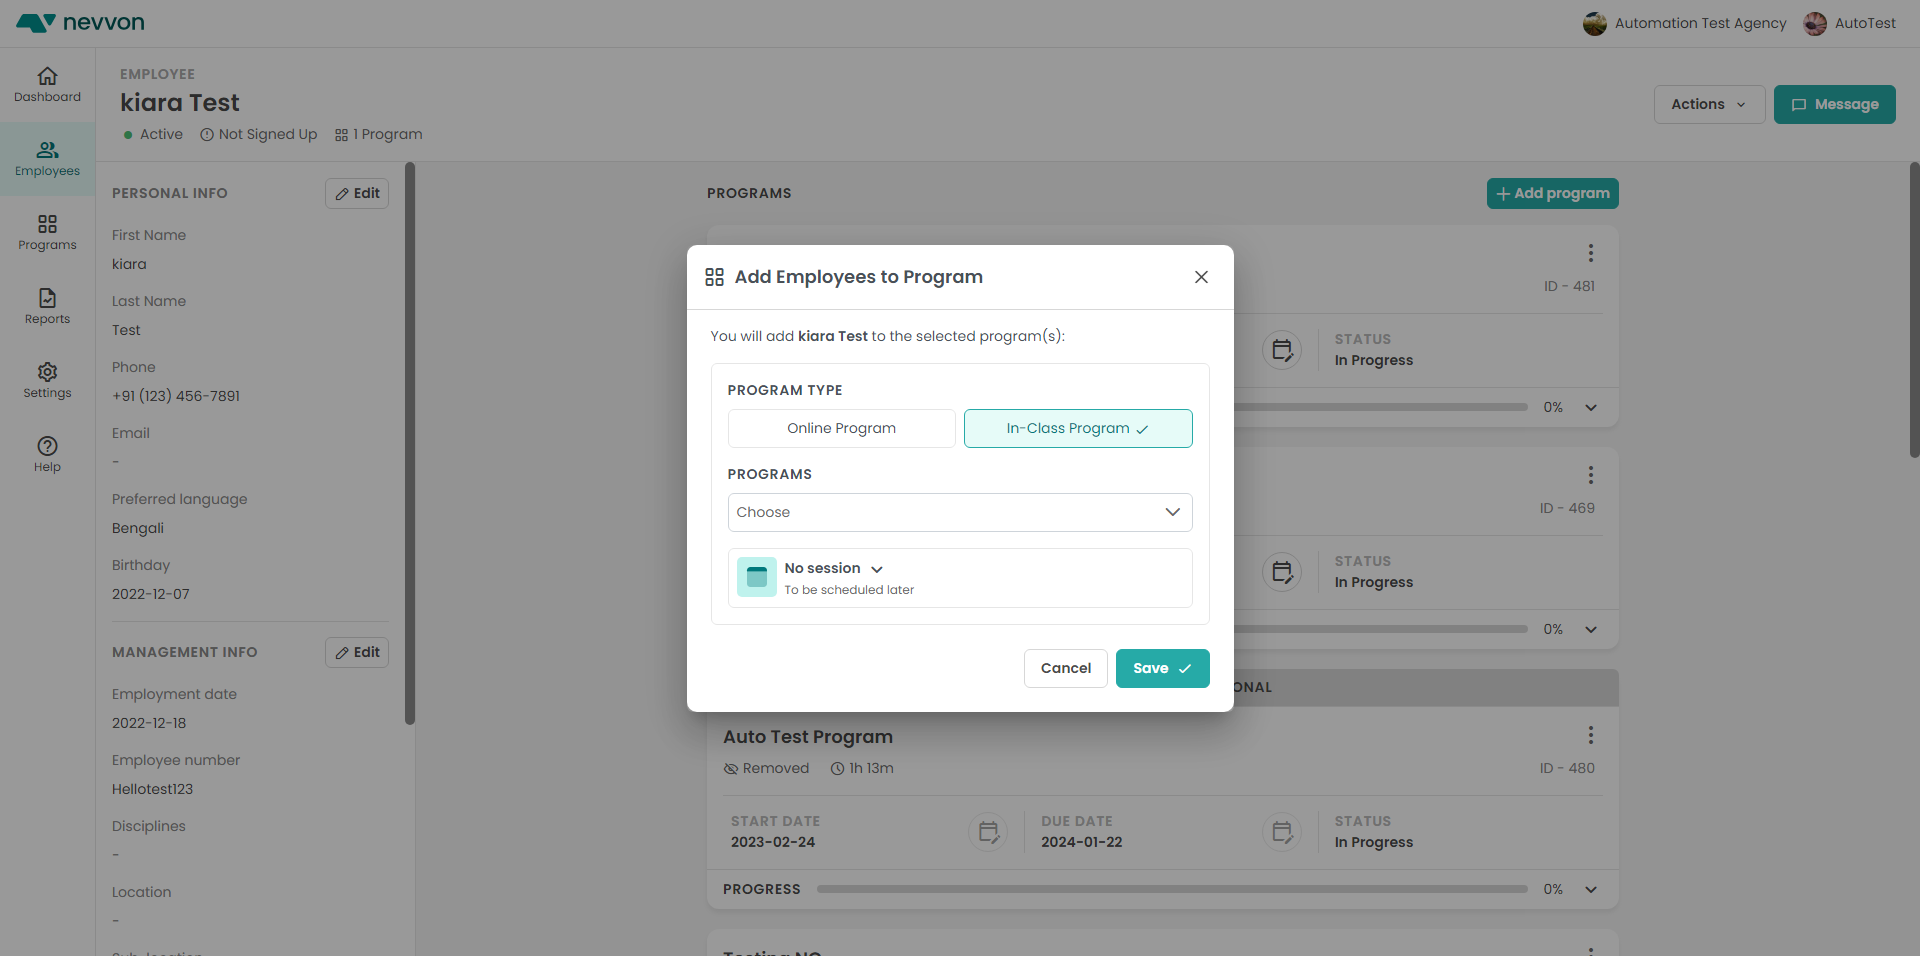 nevvon
Automation Test Agency
AutoTest
Dashboard
Employees
Programs
Reports
Settings
Help
EMPLOYEE
kiara Test
Active
Not Signed Up
1 Program
Actions
Message
PERSONAL INFO
Edit
First Name
kiara
Last Name
Test
Phone
+91 (123) 456-7891
Email
-
Preferred language
Bengali
Birthday
2022-12-07
MANAGEMENT INFO
Edit
Employment date
2022-12-18
Employee number
Hellotest123
Disciplines
-
Location
-
PROGRAMS
Add program
ID - 481
STATUS
In Progress
0%
ID - 469
STATUS
In Progress
0%
Add Employees to Program
You will add kiara Test to the selected program(s):
PROGRAM TYPE
Online Program
In-Class Program
PROGRAMS
Choose
No session
To be scheduled later
Cancel
Save
Auto Test Program
Removed
1h 13m
ID - 480
START DATE
2023-02-24
DUE DATE
2024-01-22
STATUS
In Progress
PROGRESS
0%